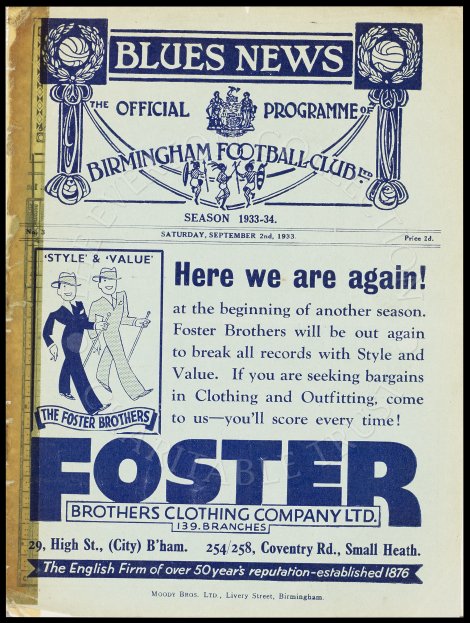 BLUES NEWS
THE OFFICIAL PROGRAMME OF
BIRMINGHAM FOOTBALL CLUB LTD
SEASON 1933-34.
No. 3 SATURDAY, SEPTEMBER 2nd, 1933. Price 2d.
'STYLE' & 'VALUE'
THE FOSTER BROTHERS
Here we are again!
at the beginning of another season.
Foster Brothers will be out again
to break all records with Style and
Value. If you are seeking bargains
in Clothing and Outfitting, come
to us—you'll score every time!
FOSTER
BROTHERS CLOTHING COMPANY LTD.
139. BRANCHES
29, High St., (City) B'ham. 254/258, Coventry Rd., Small Heath.
The English Firm of over 50 year's reputation-established 1876
MOODY BROS. LTD., Livery Street, Birmingham.